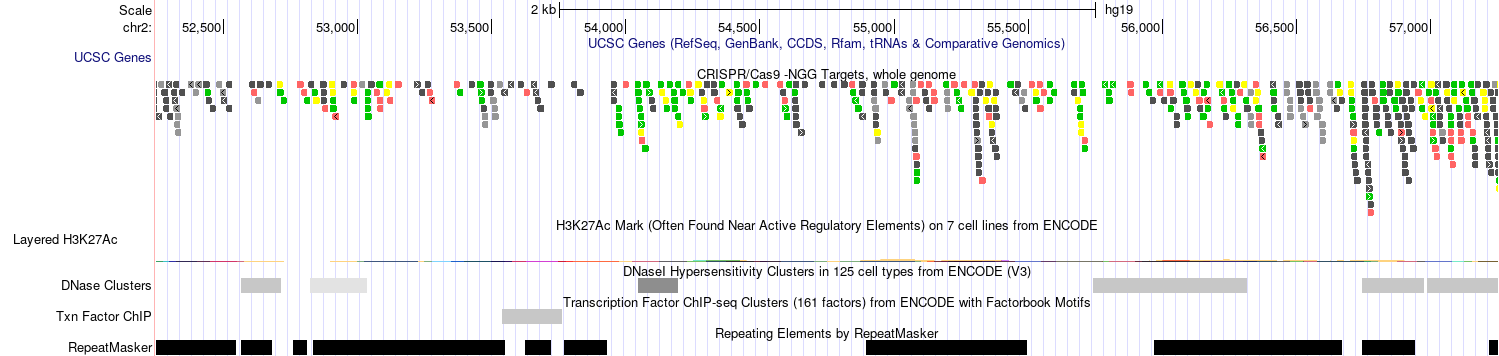 Scale 2 kb hg19
chr2: 52,500 53,000 53,500 54,000 54,500 55,000 55,500 56,000 56,500 57,000
UCSC Genes (RefSeq, GenBank, CCDS, Rfam, tRNAs & Comparative Genomics)
UCSC Genes
CRISPR/Cas9 -NGG Targets, whole genome
H3K27Ac Mark (Often Found Near Active Regulatory Elements) on 7 cell lines from ENCODE
Layered H3K27Ac
DNaseI Hypersensitivity Clusters in 125 cell types from ENCODE (V3)
DNase Clusters
Transcription Factor ChIP-seq Clusters (161 factors) from ENCODE with Factorbook Motifs
Txn Factor ChIP
Repeating Elements by RepeatMasker
RepeatMasker